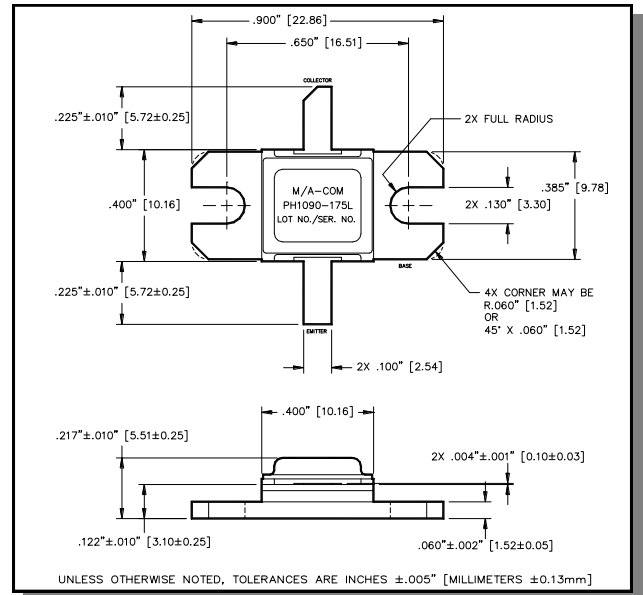 .900" [22.86]
.650" [16.51]
COLLECTOR
.225"±.010" [5.72±0.25]
2X FULL RADIUS
.400" [10.16]
M/A-COM
PH1090-175L
LOT NO./SER. NO.
.385" [9.78]
2X .130" [3.30]
BASE
.225"±.010" [5.72±0.25]
4X CORNER MAY BE
R.060" [1.52]
OR
45° X .060" [1.52]
EMITTER
2X .100" [2.54]
.400" [10.16]
.217"±.010" [5.51±0.25]
2X .004"±.001" [0.10±0.03]
.122"±.010" [3.10±0.25]
.060"±.002" [1.52±0.05]
UNLESS OTHERWISE NOTED, TOLERANCES ARE INCHES ±.005" [MILLIMETERS ±0.13mm]